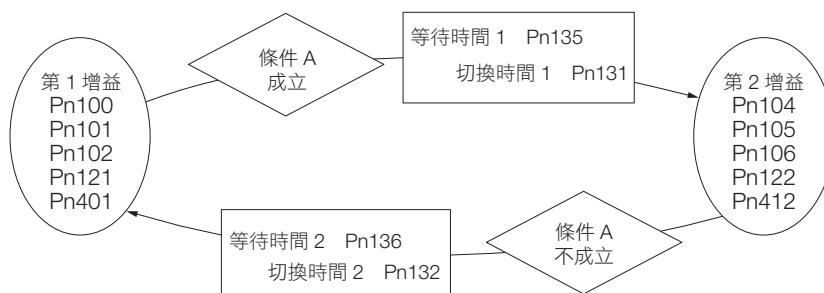 第 1 增益
Pn100
Pn101
Pn102
Pn121
Pn401
條件 A
成立
等待時間 1 Pn135
切換時間 1 Pn131
第 2 增益
Pn104
Pn105
Pn106
Pn122
Pn412
條件 A
不成立
等待時間 2 Pn136
切換時間 2 Pn132